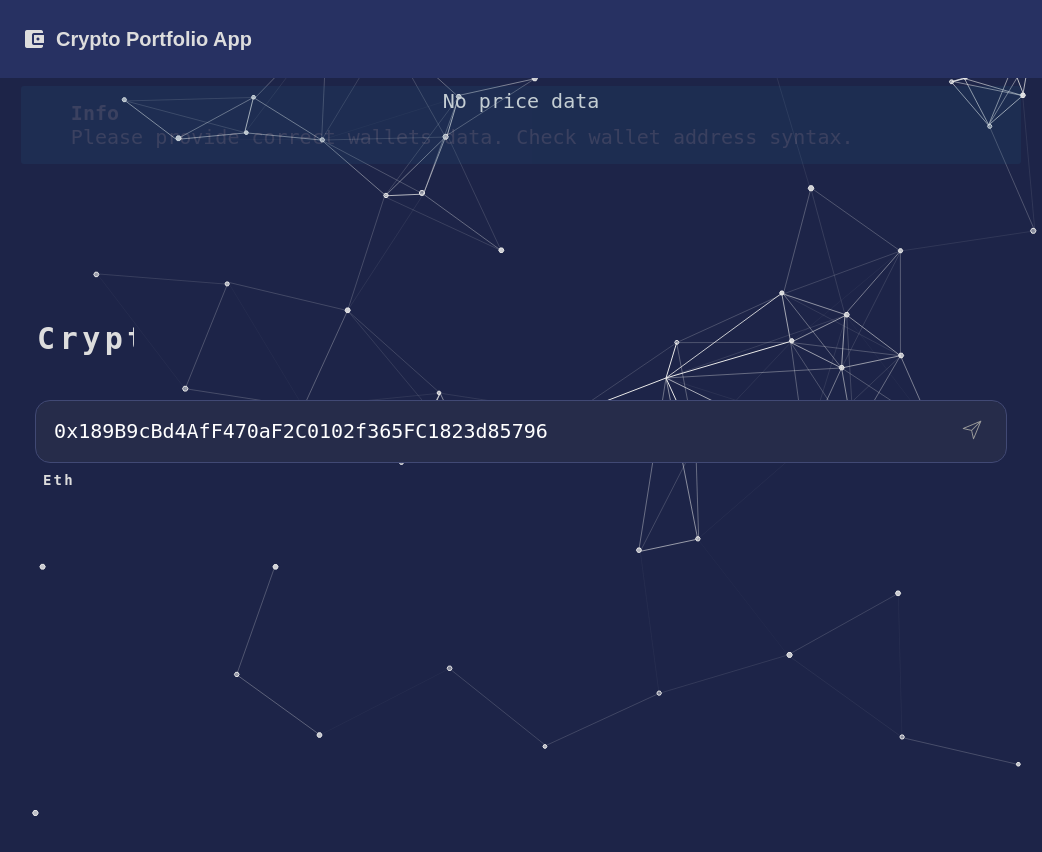 Crypto Portfolio App
No price data
Info
Please provide correct wallets data. Check wallet address syntax.
Crypt
0x189B9cBd4AfF470aF2C0102f365FC1823d85796
Eth